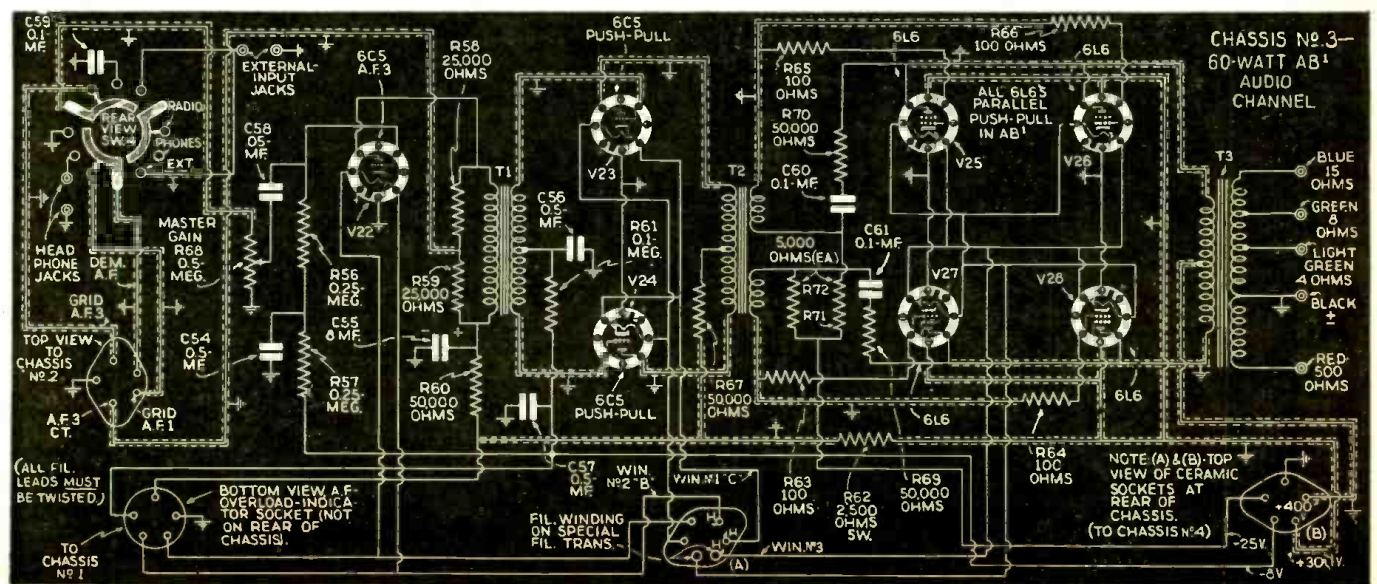 C59
0.1-
MF.
RADIO
REAR
VIEW
SW.4
PHONES
EXT
EXTERNAL-
INPUT
JACKS
HEAD
PHONE
JACKS
MASTER
GAIN
R68
0.5-
MEG.
DEM.
A.F.
GRID
A.F.3
TOP VIEW
TO
CHASSIS
Nº.2
A.F.3
CT.
GRID
A.F.1
(ALL FIL.
LEADS MUST
BE TWISTED.)
TO
CHASSIS
Nº.1
BOTTOM VIEW A.F.-
OVERLOAD-INDICA-
TOR SOCKET (NOT
ON REAR OF
CHASSIS).
C58
05-
MF.
C54
0.5-
MF.
R56
0.25-
MEG.
R57
0.25-
MEG.
6C5
A.F.3
V22
R58
25,000
OHMS
R59
25,000
OHMS
C55
8 MF.
R60
50,000
OHMS
T1
C56
0.5-
MF.
R61
0.1-
MEG.
C57
0.5-
MF.
6C5
PUSH-PULL
V23
V24
6C5
PUSH-PULL
WIN.
Nº2 "B"
WIN.Nº1 "C"
FIL. WINDING
ON SPECIAL
FIL. TRANS.
H
H
H
H
(A)
WIN.Nº3
T2
R67
50,000
OHMS
R65
100
OHMS
R66
100 OHMS
R70
50,000
OHMS
C60
0.1-MF.
5,000
OHMS(EA)
R72
R71
C61
0.1-MF.
R63
100
OHMS
R62
2,500
OHMS
SW.
R69
50,000
OHMS
R64
100
OHMS
6L6
6L6
ALL 6L6'S
PARALLEL
PUSH-PULL
IN AB¹
V25
V26
V27
V28
6L6
6L6
CHASSIS Nº.3—
60-WATT AB¹
AUDIO
CHANNEL
T3
BLUE
15
OHMS
GREEN
8
OHMS
LIGHT
GREEN
4 OHMS
BLACK
±
RED-
500
OHMS
NOTE (A) & (B)-TOP
VIEW OF CERAMIC
SOCKETS AT
REAR OF
CHASSIS.
(TO CHASSIS Nº4)
+400
(B)
-25V.
-8V.
+300V.